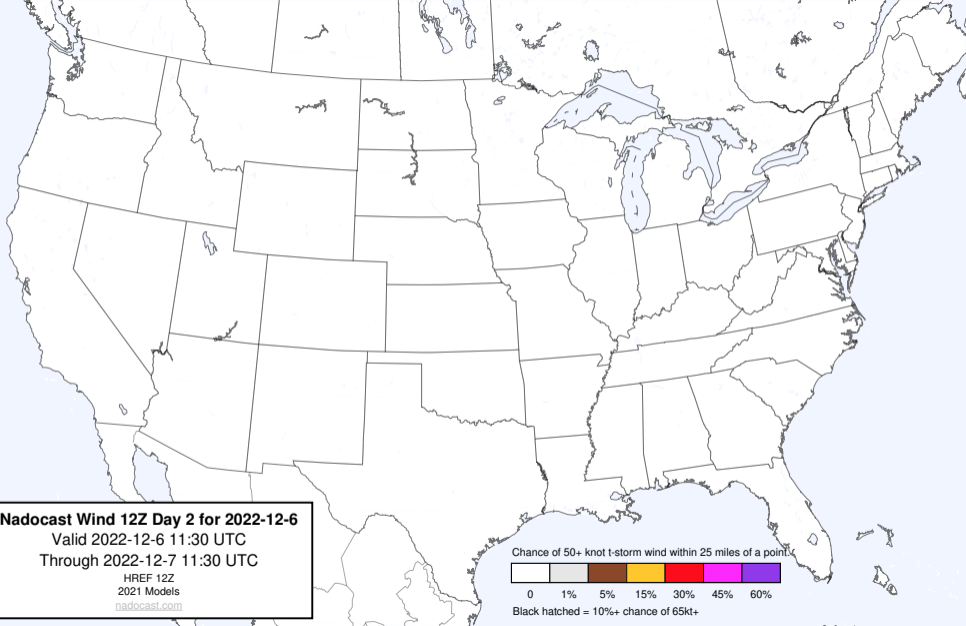 Nadocast Wind 12Z Day 2 for 2022-12-6
Valid 2022-12-6 11:30 UTC
Through 2022-12-7 11:30 UTC
HREF 12Z
2021 Models
nadocast.com
Chance of 50+ knot t-storm wind within 25 miles of a point.
0 1% 5% 15% 30% 45% 60%
Black hatched = 10%+ chance of 65kt+